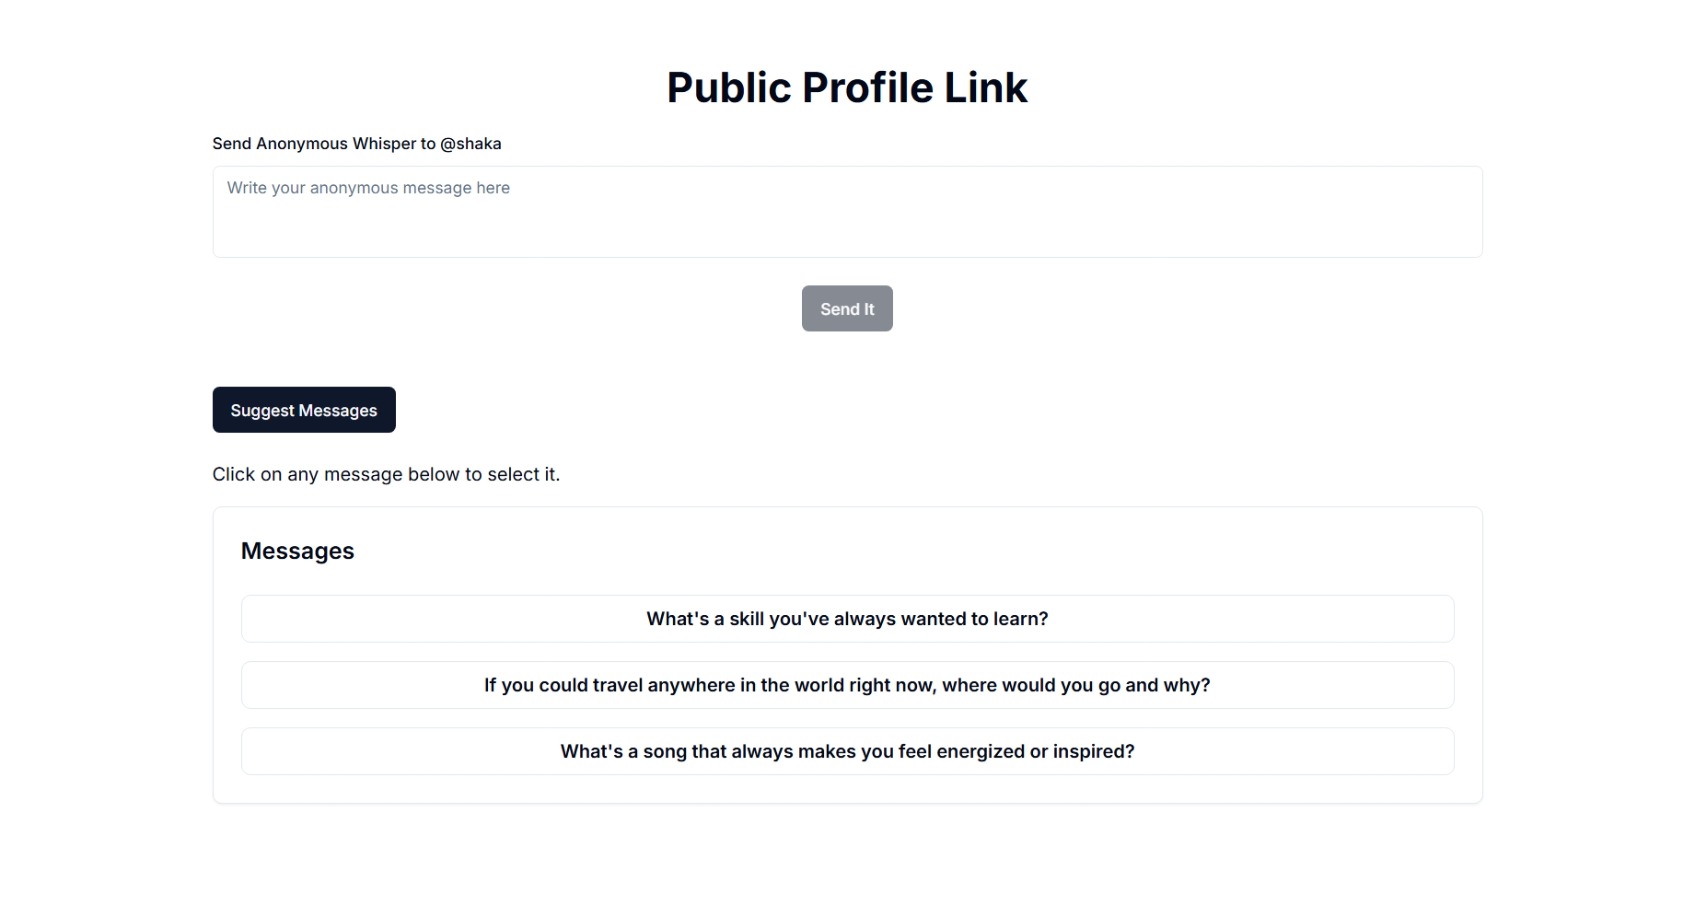 Public Profile Link
Send Anonymous Whisper to @shaka
Write your anonymous message here
Send It
Suggest Messages
Click on any message below to select it.
Messages
What's a skill you've always wanted to learn?
If you could travel anywhere in the world right now, where would you go and why?
What's a song that always makes you feel energized or inspired?